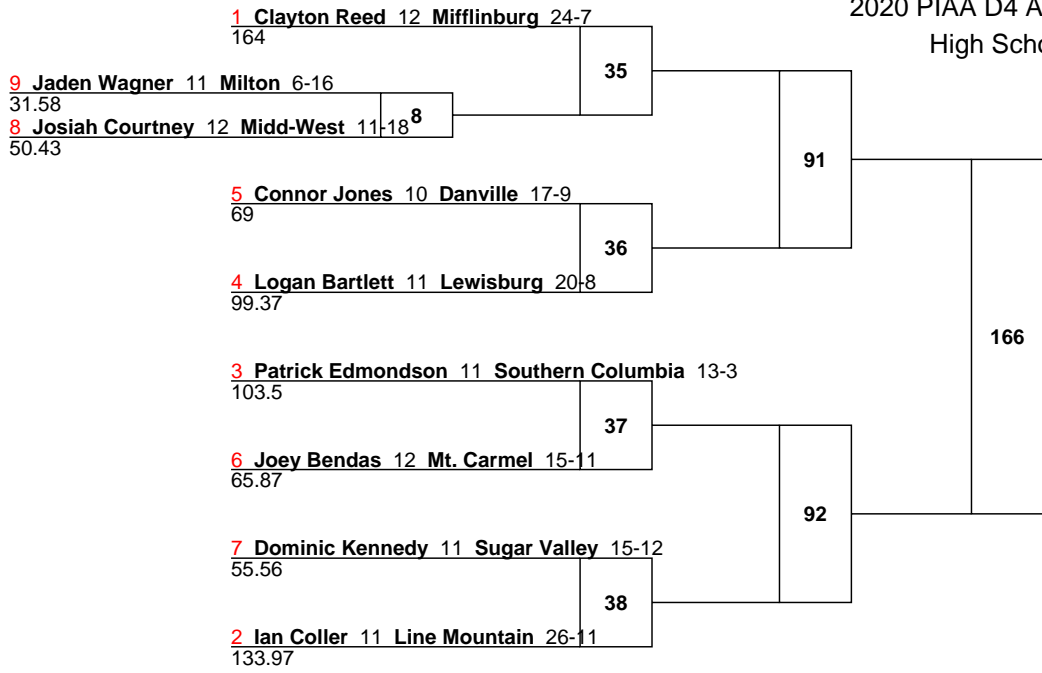 2020 PIAA D4 A
High Scho
1 Clayton Reed 12 Mifflinburg 24-7
164
35
9 Jaden Wagner 11 Milton 6-16
31.58
8
8 Josiah Courtney 12 Midd-West 11-18
50.43
91
5 Connor Jones 10 Danville 17-9
69
36
4 Logan Bartlett 11 Lewisburg 20-8
99.37
166
3 Patrick Edmondson 11 Southern Columbia 13-3
103.5
37
6 Joey Bendas 12 Mt. Carmel 15-11
65.87
92
7 Dominic Kennedy 11 Sugar Valley 15-12
55.56
38
2 Ian Coller 11 Line Mountain 26-11
133.97